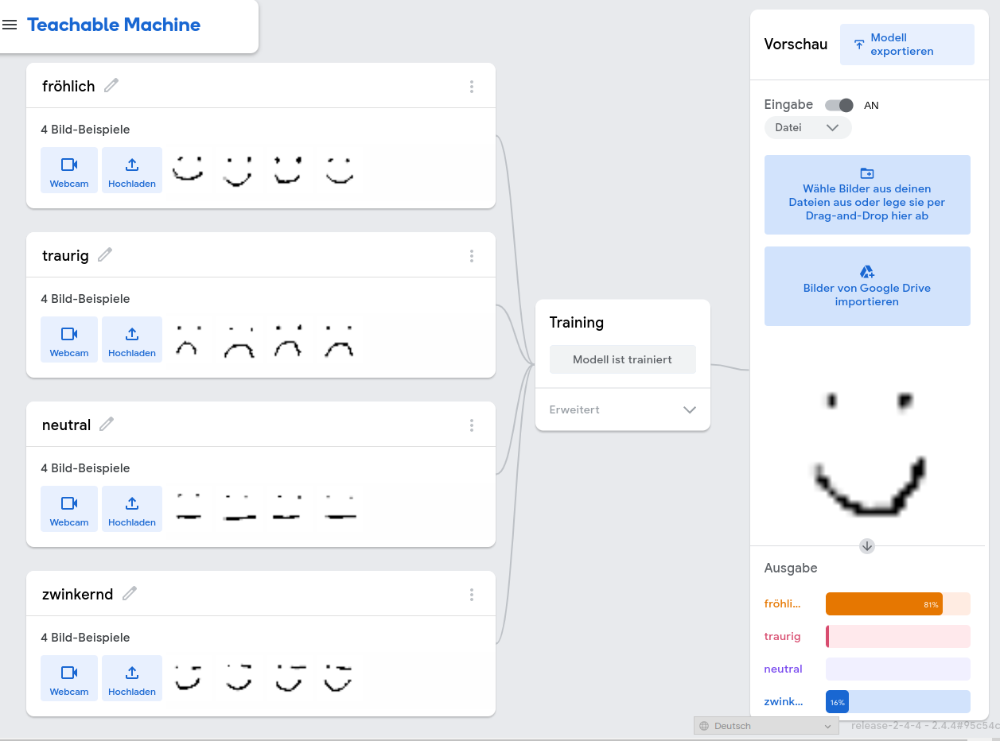 Teachable Machine
fröhlich
4 Bild-Beispiele
Webcam
Hochladen
traurig
4 Bild-Beispiele
Webcam
Hochladen
neutral
4 Bild-Beispiele
Webcam
Hochladen
zwinkernd
4 Bild-Beispiele
Webcam
Hochladen
Training
Modell ist trainiert
Erweitert
Vorschau
Modell
exportieren
Eingabe
AN
Datei
Wähle Bilder aus deinen
Dateien aus oder lege sie per
Drag-and-Drop hier ab
Bilder von Google Drive
importieren
Ausgabe
fröhli...
81%
traurig
neutral
zwink...
16%
Deutsch
release-2-4-4 - 2.4.4#95c54c